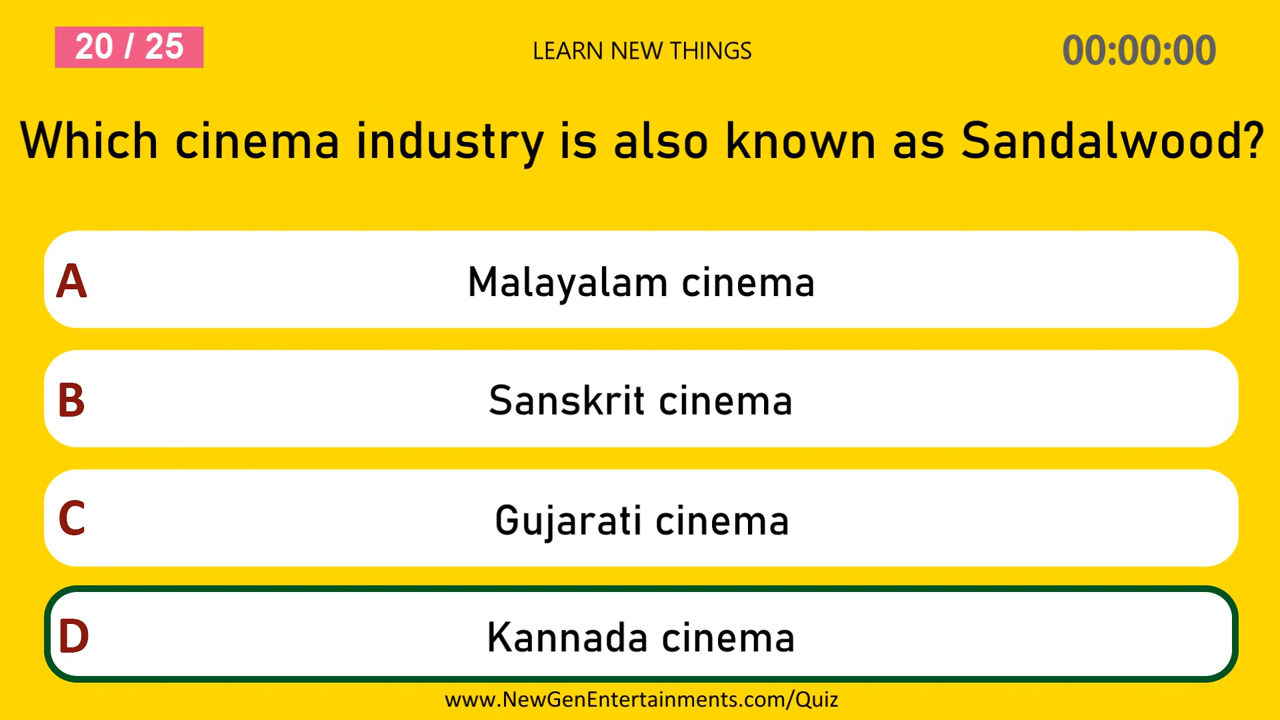 20 / 25
LEARN NEW THINGS
00:00:00
Which cinema industry is also known as Sandalwood?
A Malayalam cinema
B Sanskrit cinema
C Gujarati cinema
D Kannada cinema
www.NewGenEntertainments.com/Quiz